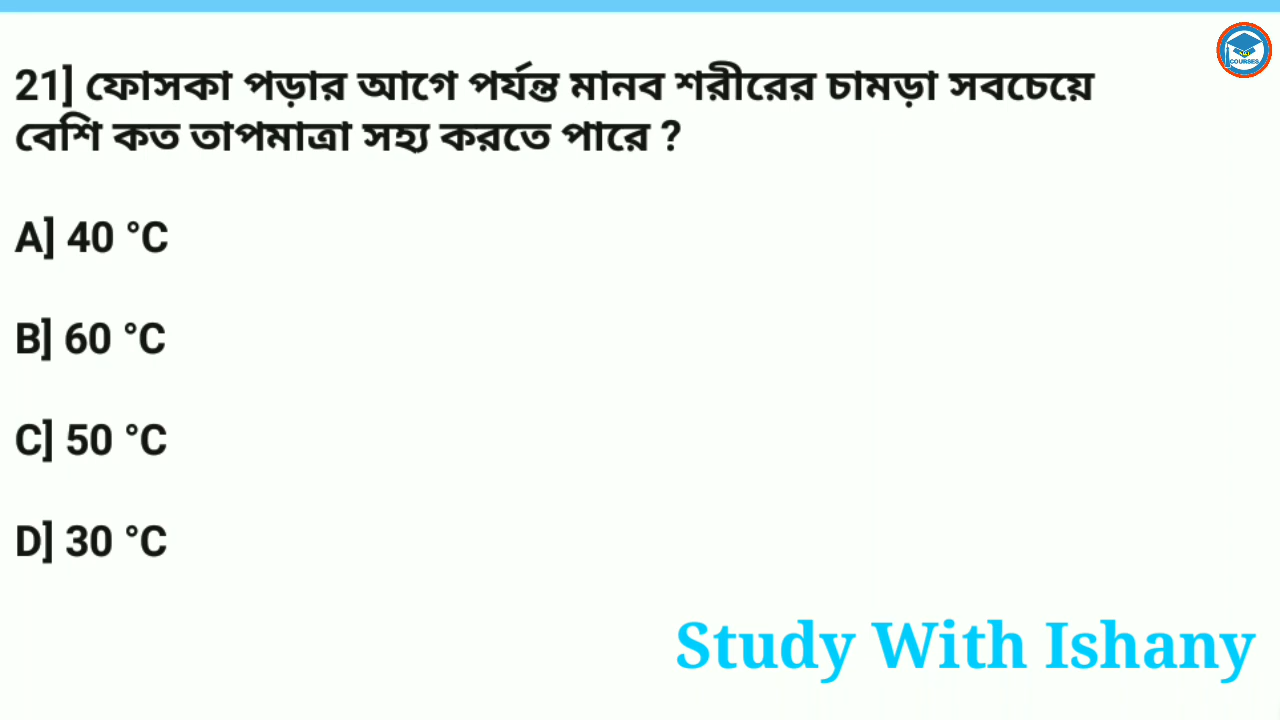 21] ফোসকা পড়ার আগে পর্যন্ত মানব শরীরের চামড়া সবচেয়ে
বেশি কত তাপমাত্রা সহ্য করতে পারে ?
A] 40 °C
B] 60 °C
C] 50 °C
D] 30 °C
Study With Ishany
COURSES